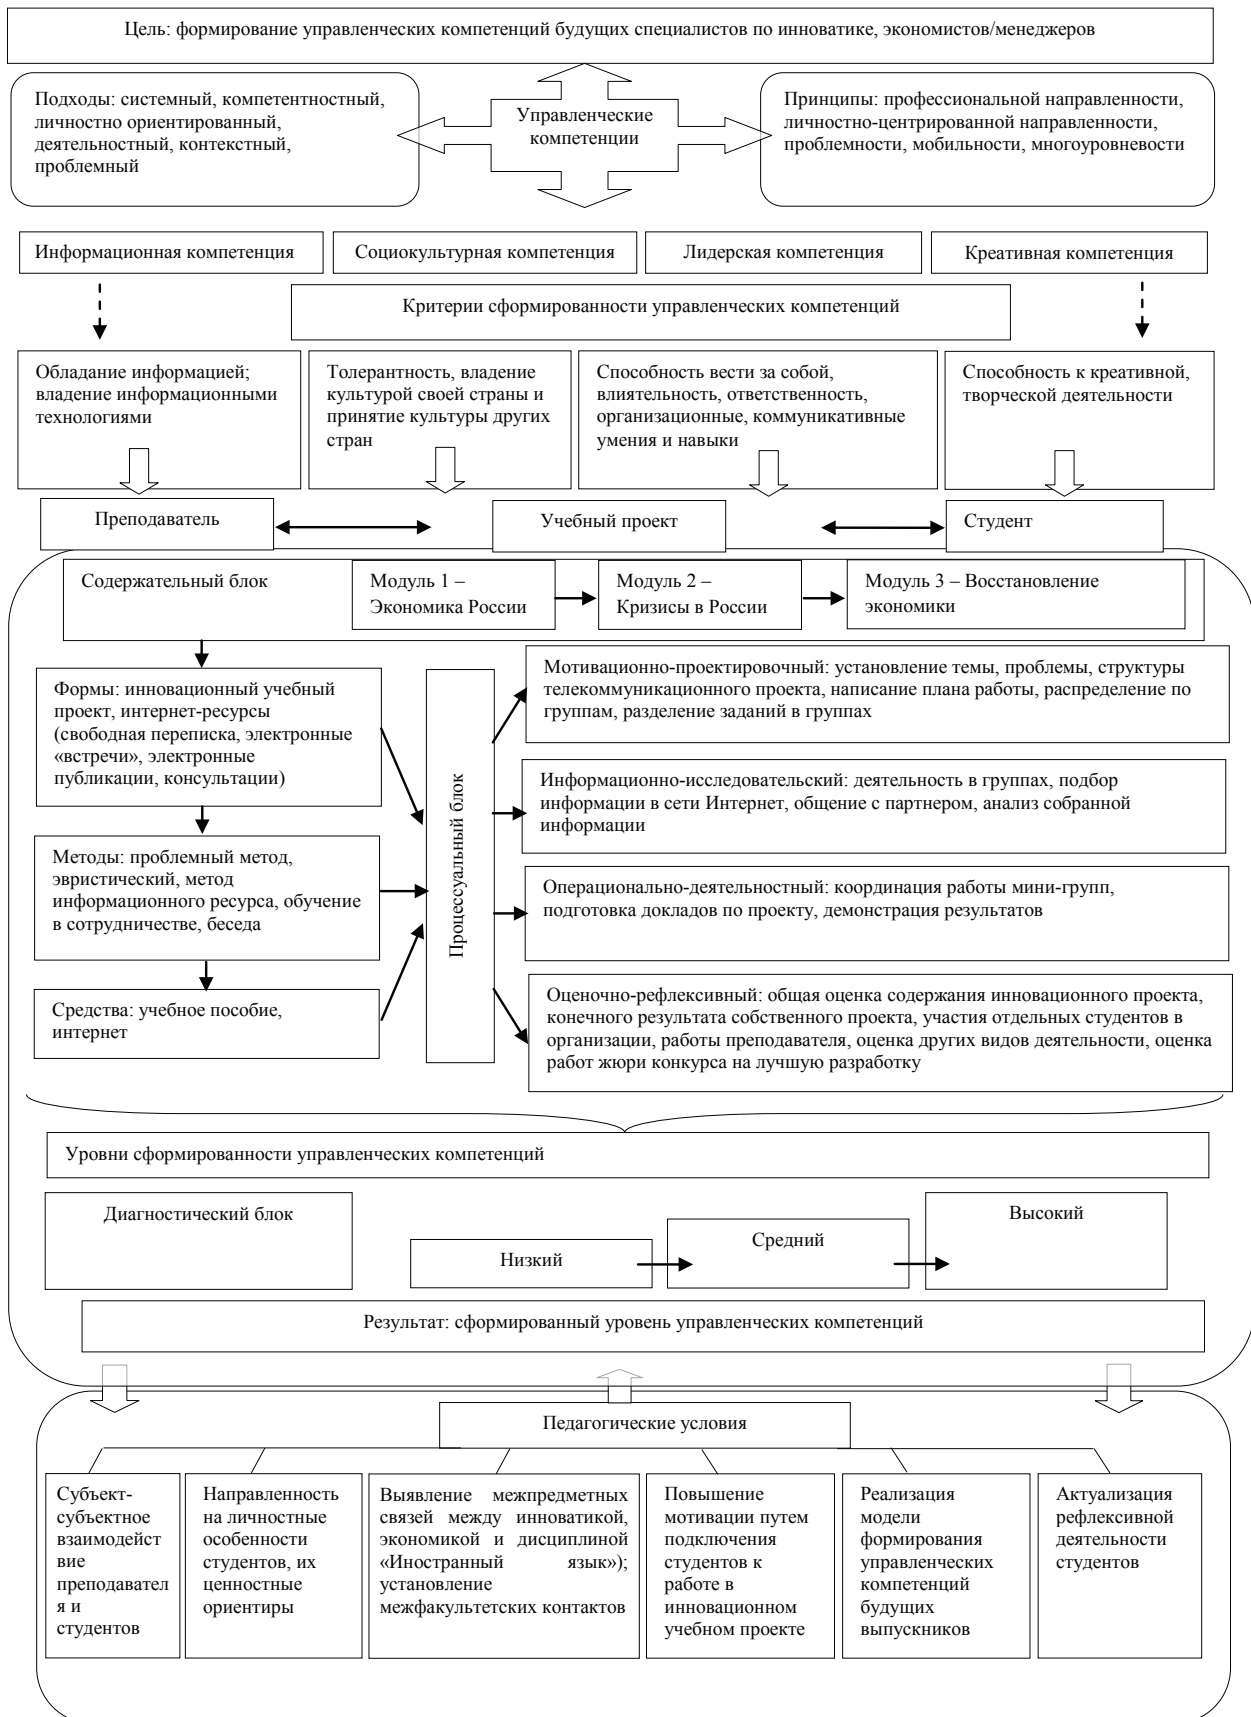 Цель: формирование управленческих компетенций будущих специалистов по инноватике, экономистов/менеджеров
Подходы: системный, компетентностный,
личностно ориентированный,
деятельностный, контекстный,
проблемный
Управленческие
компетенции
Принципы: профессиональной направленности,
личностно-центрированной направленности,
проблемности, мобильности, многоуровневости
Информационная компетенция
Социокультурная компетенция
Лидерская компетенция
Креативная компетенция
Критерии сформированности управленческих компетенций
Обладание информацией;
владение информационными
технологиями
Толерантность, владение
культурой своей страны и
принятие культуры других
стран
Способность вести за собой,
влиятельность, ответственность,
организационные, коммуникативные
умения и навыки
Способность к креативной,
творческой деятельности
Преподаватель
Учебный проект
Студент
Содержательный блок
Модуль 1 –
Экономика России
Модуль 2 –
Кризисы в России
Модуль 3 – Восстановление
экономики
Формы: инновационный учебный
проект, интернет-ресурсы
(свободная переписка, электронные
«встречи», электронные
публикации, консультации)
Методы: проблемный метод,
эвристический, метод
информационного ресурса, обучение
в сотрудничестве, беседа
Средства: учебное пособие,
интернет
Процессуальный блок
Мотивационно-проектировочный: установление темы, проблемы, структуры
телекоммуникационного проекта, написание плана работы, распределение по
группам, разделение заданий в группах
Информационно-исследовательский: деятельность в группах, подбор
информации в сети Интернет, общение с партнером, анализ собранной
информации
Операционально-деятельностный: координация работы мини-групп,
подготовка докладов по проекту, демонстрация результатов
Оценочно-рефлексивный: общая оценка содержания инновационного проекта,
конечного результата собственного проекта, участия отдельных студентов в
организации, работы преподавателя, оценка других видов деятельности, оценка
работ жюри конкурса на лучшую разработку
Уровни сформированности управленческих компетенций
Диагностический блок
Низкий
Средний
Высокий
Результат: сформированный уровень управленческих компетенций
Педагогические условия
Субъект-
субъектное
взаимодейст
вие
преподавател
я и
студентов
Направленность
на личностные
особенности
студентов, их
ценностные
ориентиры
Выявление межпредметных
связей между инноватикой,
экономикой и дисциплиной
«Иностранный язык»);
установление
межфакультетских контактов
Повышение
мотивации путем
подключения
студентов к
работе в
инновационном
учебном проекте
Реализация
модели
формирования
управленческих
компетенций
будущих
выпускников
Актуализация
рефлексивной
деятельности
студентов